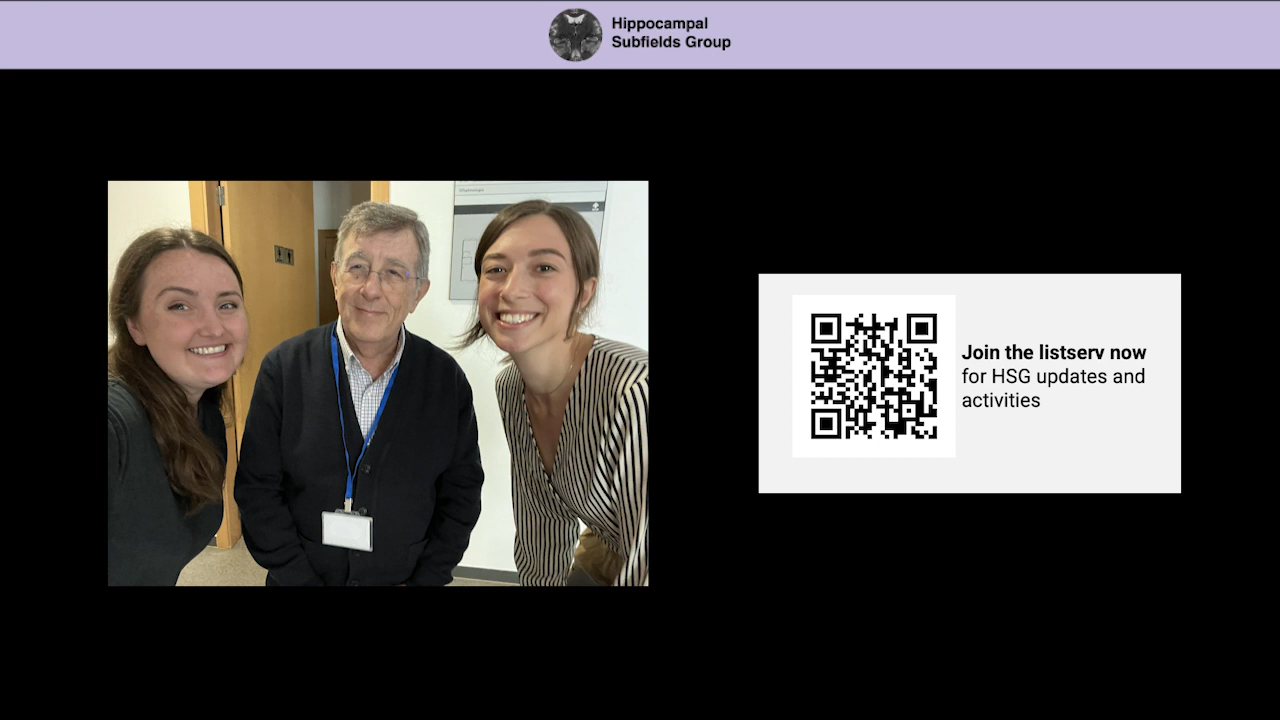 Hippocampal
Subfields Group
Join the listserv now
for HSG updates and
activities